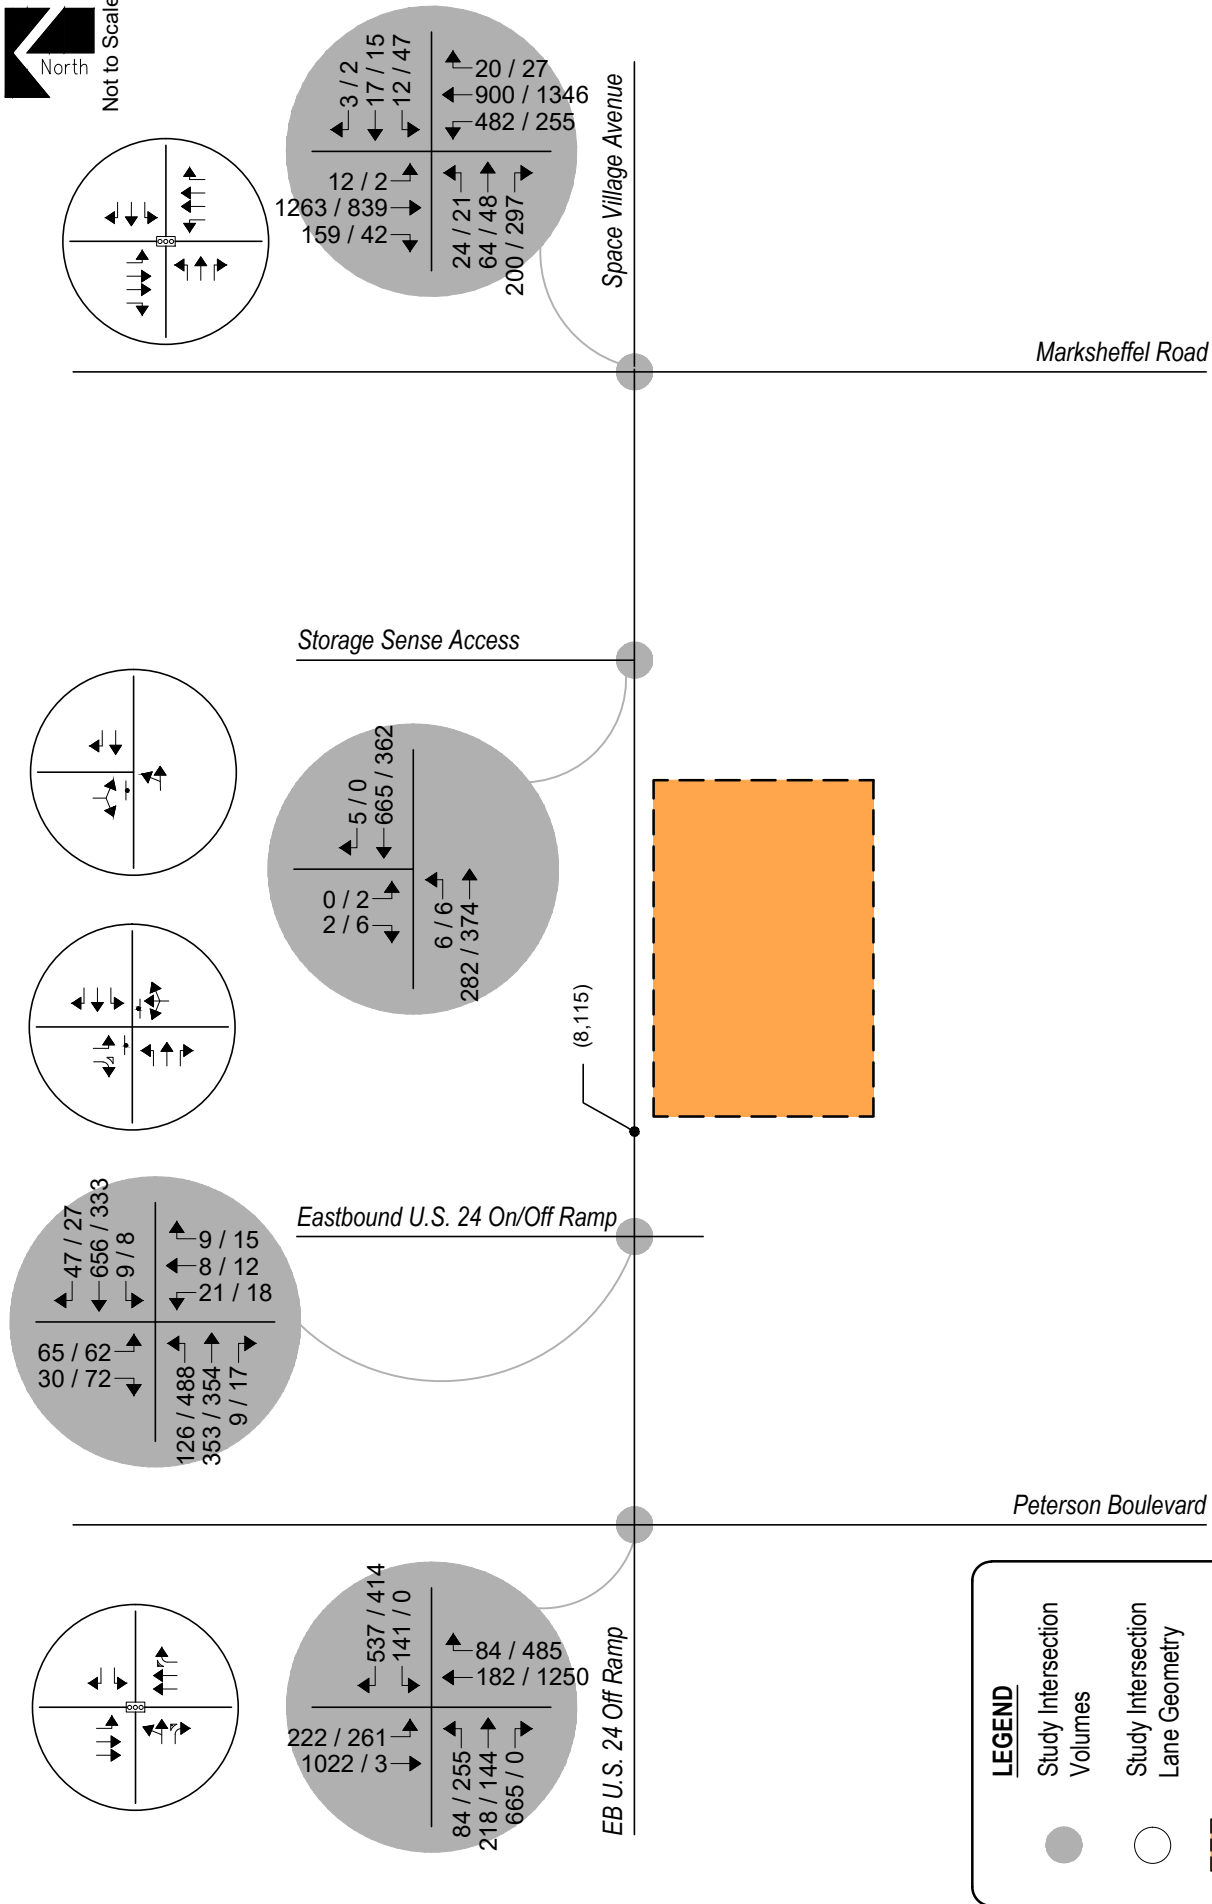 North
Not to Scale
3 / 2
17 / 15
12 / 47
20 / 27
900 / 1346
482 / 255
12 / 2
1263 / 839
159 / 42
24 / 21
64 / 48
200 / 297
Space Village Avenue
Marksheffel Road
Storage Sense Access
5 / 0
665 / 362
0 / 2
2 / 6
6 / 6
282 / 374
(8,115)
Eastbound U.S. 24 On/Off Ramp
47 / 27
656 / 333
9 / 8
9 / 15
8 / 12
21 / 18
65 / 62
30 / 72
126 / 488
353 / 354
9 / 17
Peterson Boulevard
537 / 414
141 / 0
84 / 485
182 / 1250
222 / 261
1022 / 3
84 / 255
218 / 144
665 / 0
EB U.S. 24 Off Ramp
LEGEND
Study Intersection
Volumes
Study Intersection
Lane Geometry